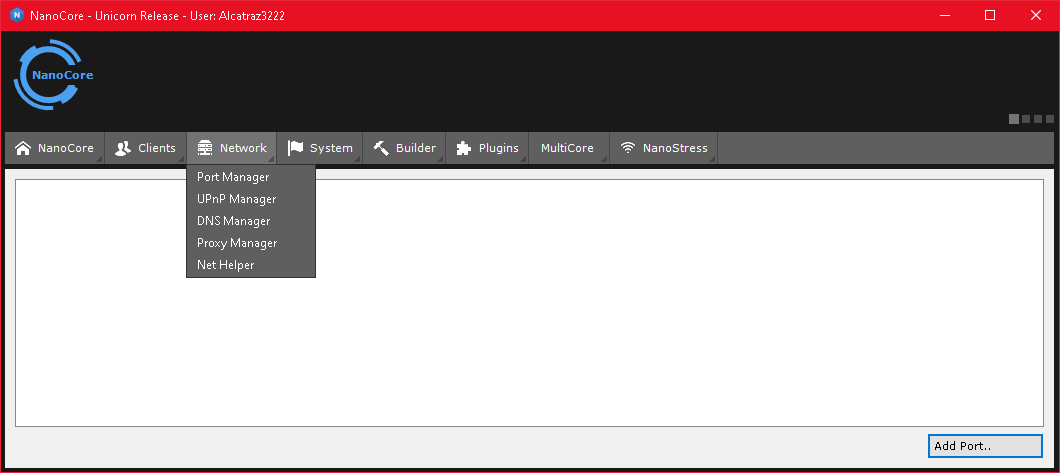 NanoCore - Unicorn Release - User: Alcatraz3222
NanoCore
NanoCore Clients Network System Builder Plugins MultiCore NanoStress
Port Manager
UPnP Manager
DNS Manager
Proxy Manager
Net Helper
Add Port..